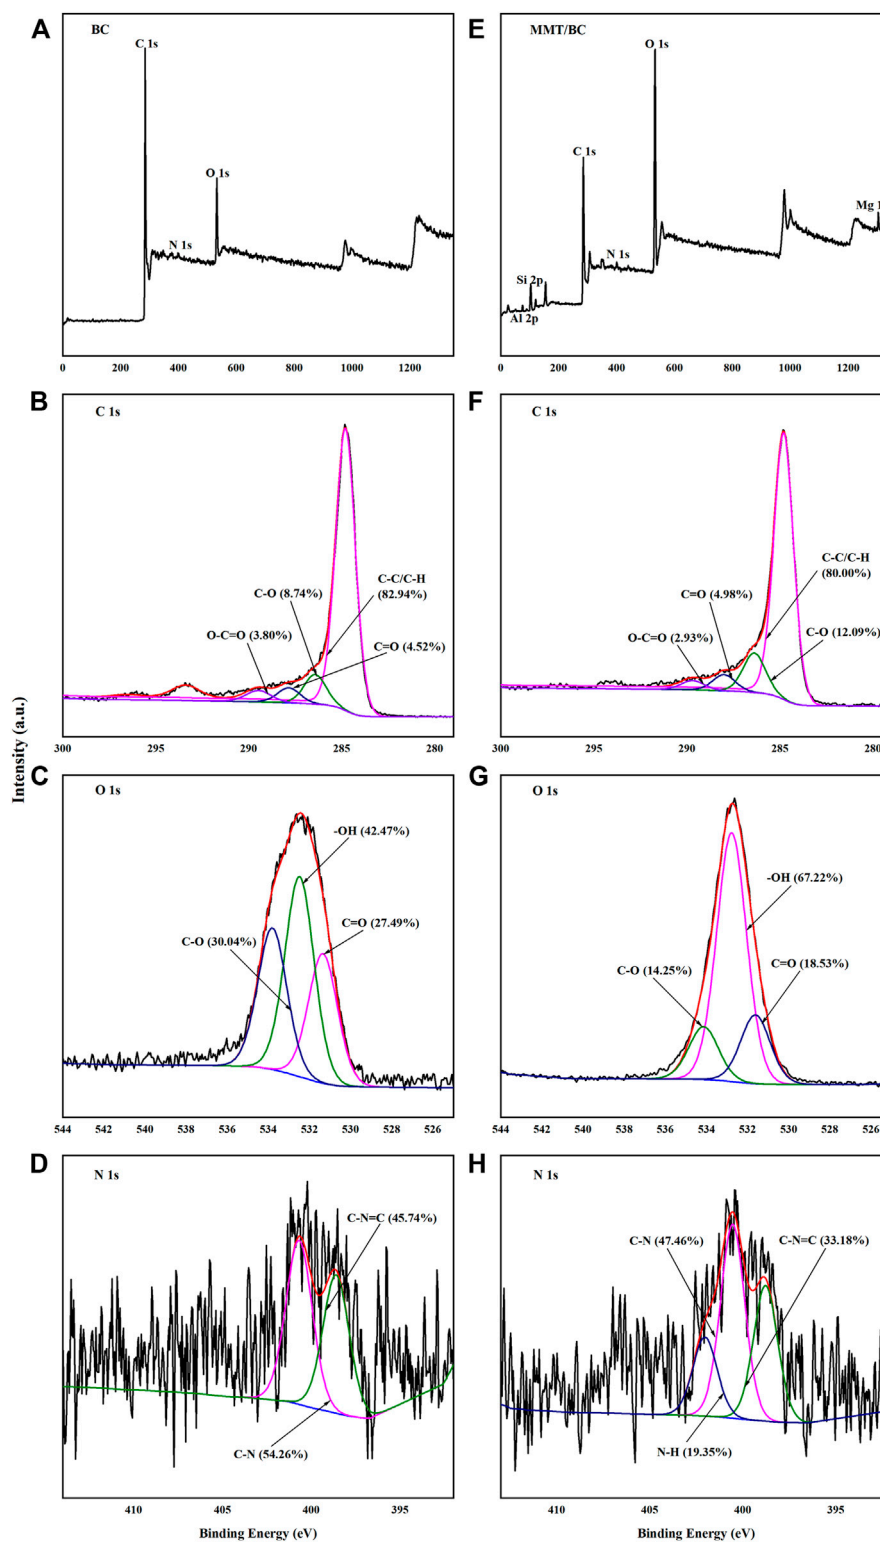 A
BC
C 1s
O 1s
N 1s
0 200 400 600 800 1000 1200
E
MMT/BC
O 1s
C 1s
Mg 1
N 1s
Si 2p
Al 2p
0 200 400 600 800 1000 1200
B
C 1s
C-O (8.74%)
C-C/C-H
(82.94%)
O-C=O (3.80%)
C=O (4.52%)
300 295 290 285 280
F
C 1s
C-C/C-H
(80.00%)
C=O (4.98%)
O-C=O (2.93%)
C-O (12.09%)
300 295 290 285 280
Intensity (a.u.)
C
O 1s
-OH (42.47%)
C=O (27.49%)
C-O (30.04%)
544 542 540 538 536 534 532 530 528 526
G
O 1s
-OH (67.22%)
C-O (14.25%)
C=O (18.53%)
544 542 540 538 536 534 532 530 528 526
D
N 1s
C-N=C (45.74%)
C-N (54.26%)
410 405 400 395
Binding Energy (eV)
H
N 1s
C-N (47.46%)
C-N=C (33.18%)
N-H (19.35%)
410 405 400 395
Binding Energy (eV)